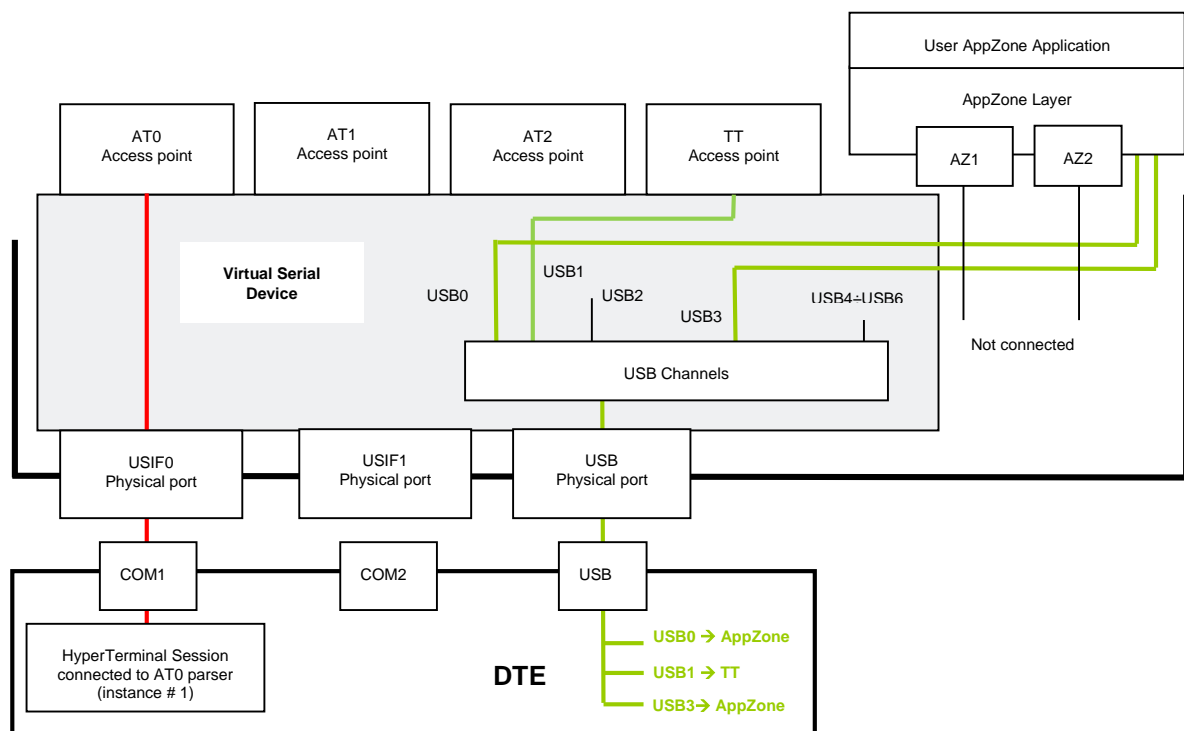 User AppZone Application
AppZone Layer
AT0
Access point
AT1
Access point
AT2
Access point
TT
Access point
AZ1
AZ2
Virtual Serial
Device
USB0
USB1
USB2
USB3
USB4÷USB6
Not connected
USB Channels
USIF0
Physical port
USIF1
Physical port
USB
Physical port
COM1
COM2
USB
HyperTerminal Session
connected to AT0 parser
(instance # 1)
DTE
USB0 → AppZone
USB1 → TT
USB3→ AppZone